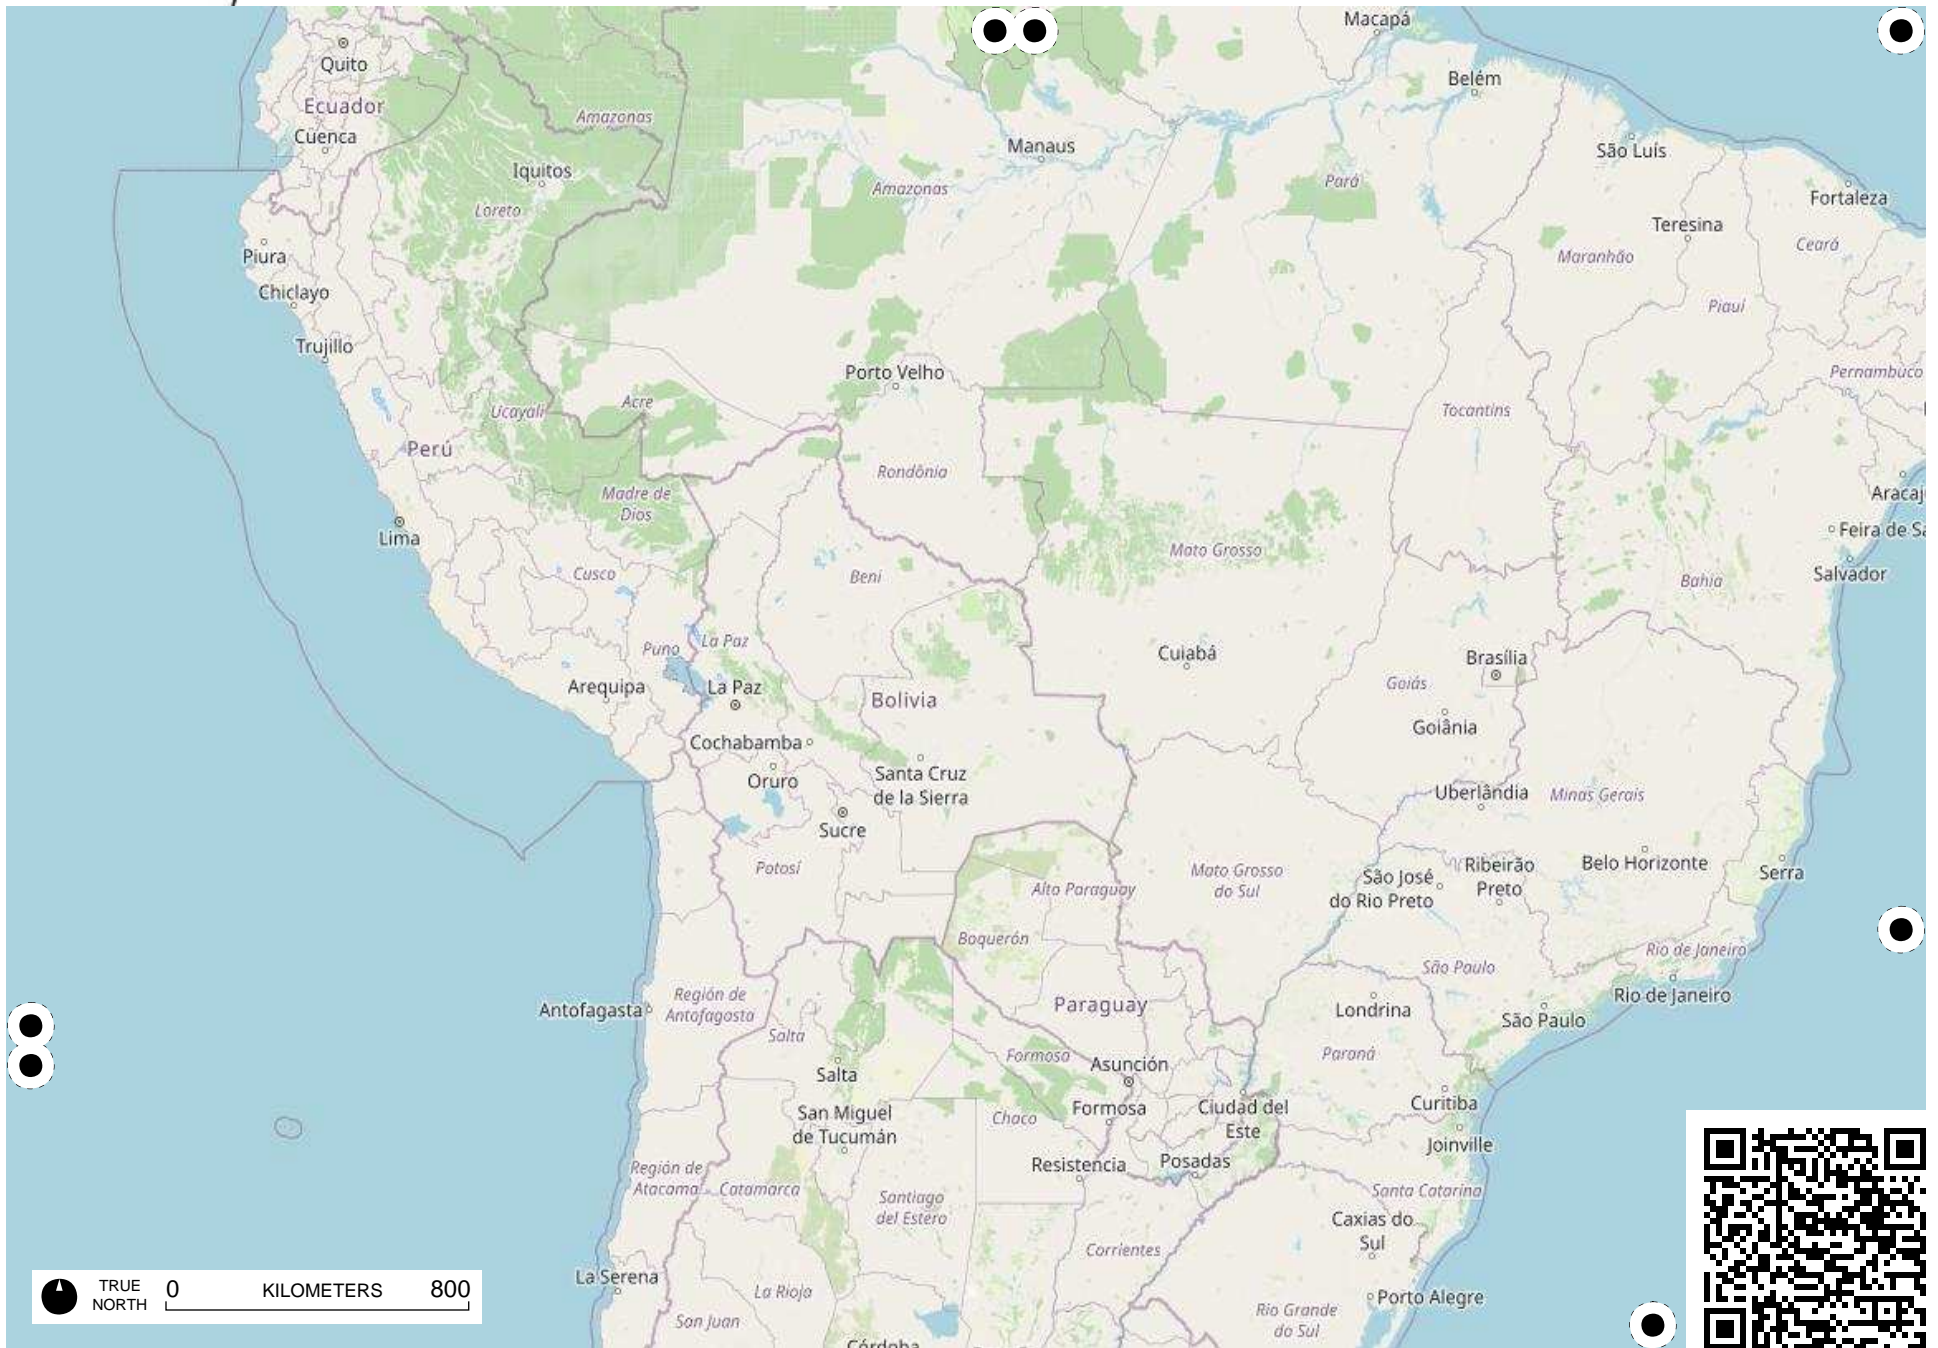 Macapá
Quito
Belém
Ecuador
Amazonas
Cuenca
Manaus
São Luís
Iquitos
Amazonas
Pará
Fortaleza
Loreto
Teresina
Ceará
Piura
Maranhão
Chiclayo
Piauí
Trujillo
Porto Velho
Pernambuco
Acre
Ucayali
Tocantins
Perú
Rondônia
Madre de
Dios
Aracaj
Lima
Feira de Sa
Mato Grosso
Cusco
Beni
Salvador
Bahia
La Paz
Puno
Cuiabá
Brasília
Arequipa
La Paz
Bolivia
Goiás
Goiânia
Cochabamba
Oruro
Santa Cruz
de la Sierra
Uberlândia
Minas Gerais
Sucre
Potosí
Mato Grosso
do Sul
São José
do Rio Preto
Ribeirão
Preto
Belo Horizonte
Serra
Alto Paraguay
Boquerón
Rio de Janeiro
São Paulo
Rio de Janeiro
Región de
Antofagasta
Antofagasta
Paraguay
Londrina
São Paulo
Salta
Formosa
Asunción
Paraná
Salta
San Miguel
de Tucumán
Chaco
Formosa
Ciudad del
Este
Curitiba
Joinville
Resistencia
Posadas
Región de
Atacama
Catamarca
Santiago
del Estero
Santa Catarina
Caxias do
Sul
Corrientes
La Serena
La Rioja
Porto Alegre
San Juan
Rio Grande
do Sul
Córdoba
TRUE
NORTH
0 KILOMETERS 800